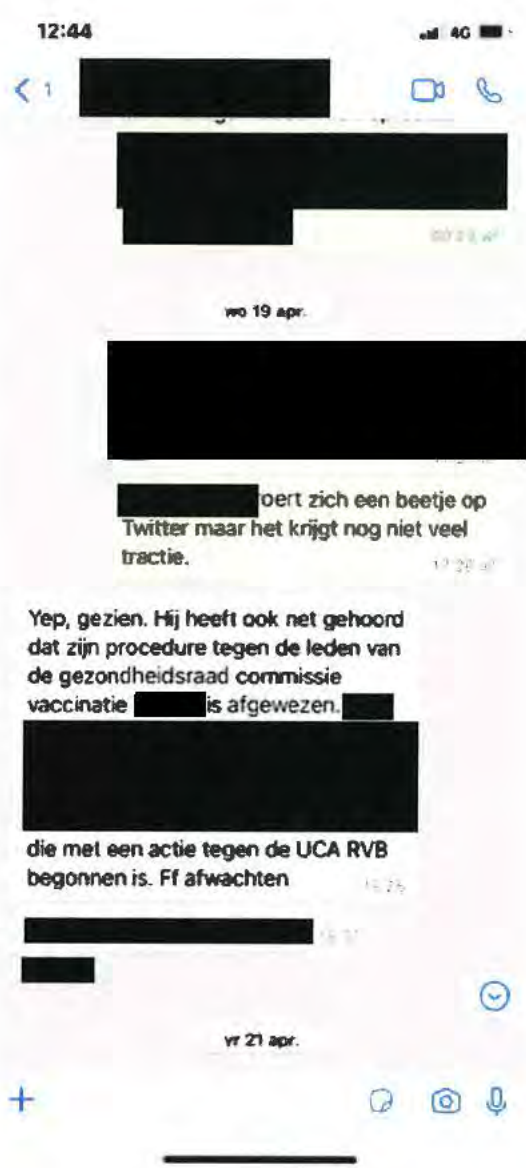 12:44
4G
1
wo 19 apr.
oert zich een beetje op
Twitter maar het krijgt nog niet veel
tractie.
Yep, gezien. Hij heeft ook net gehoord
dat zijn procedure tegen de leden van
de gezondheidsraad commissie
vaccinatie is afgewezen.
die met een actie tegen de UCA RVB
begonnen is. Ff afwachten
vr 21 apr.